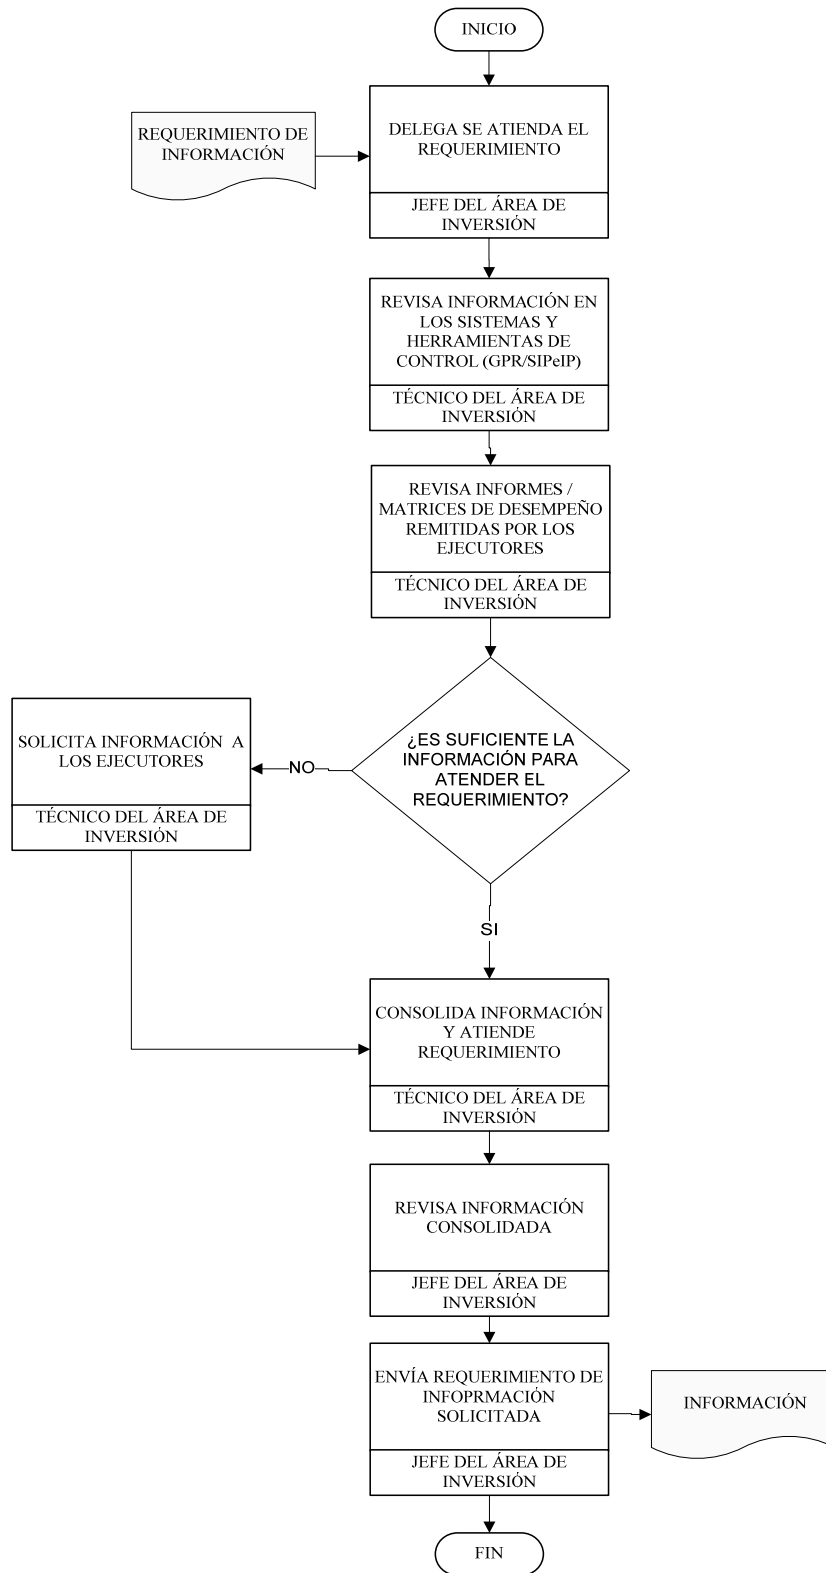 INICIO
REQUERIMIENTO DE
INFORMACIÓN
DELEGA SE ATIENDA EL
REQUERIMIENTO
JEFE DEL ÁREA DE
INVERSIÓN
REVISA INFORMACIÓN EN
LOS SISTEMAS Y
HERRAMIENTAS DE
CONTROL (GPR/SIPeIP)
TÉCNICO DEL ÁREA DE
INVERSIÓN
REVISA INFORMES /
MATRICES DE DESEMPEÑO
REMITIDAS POR LOS
EJECUTORES
TÉCNICO DEL ÁREA DE
INVERSIÓN
¿ES SUFICIENTE LA
INFORMACIÓN PARA
ATENDER EL
REQUERIMIENTO?
NO
SOLICITA INFORMACIÓN A
LOS EJECUTORES
TÉCNICO DEL ÁREA DE
INVERSIÓN
SI
CONSOLIDA INFORMACIÓN
Y ATIENDE
REQUERIMIENTO
TÉCNICO DEL ÁREA DE
INVERSIÓN
REVISA INFORMACIÓN
CONSOLIDADA
JEFE DEL ÁREA DE
INVERSIÓN
ENVÍA REQUERIMIENTO DE
INFOPRMACIÓN
SOLICITADA
JEFE DEL ÁREA DE
INVERSIÓN
INFORMACIÓN
FIN